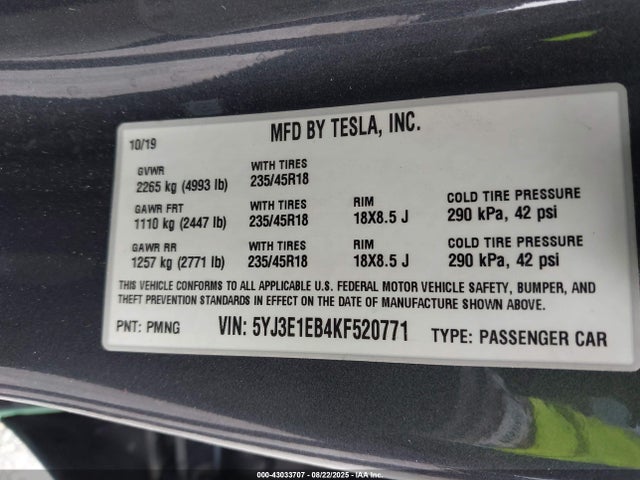 MFD BY TESLA, INC.
10/19
GVWR WITH TIRES
2265 kg (4993 lb) 235/45R18
GAWR FRT WITH TIRES RIM COLD TIRE PRESSURE
1110 kg (2447 lb) 235/45R18 18X8.5 J 290 kPa, 42 psi
GAWR RR WITH TIRES RIM COLD TIRE PRESSURE
1257 kg (2771 lb) 235/45R18 18X8.5 J 290 kPa, 42 psi
THIS VEHICLE CONFORMS TO ALL APPLICABLE U.S. FEDERAL MOTOR VEHICLE SAFETY, BUMPER, AND
THEFT PREVENTION STANDARDS IN EFFECT ON THE DATE OF MANUFACTURE SHOWN ABOVE.
PNT: PMNG VIN: 5YJ3E1EB4KF520771 TYPE: PASSENGER CAR
000-43033707 - 08/22/2025 - IAA Inc.